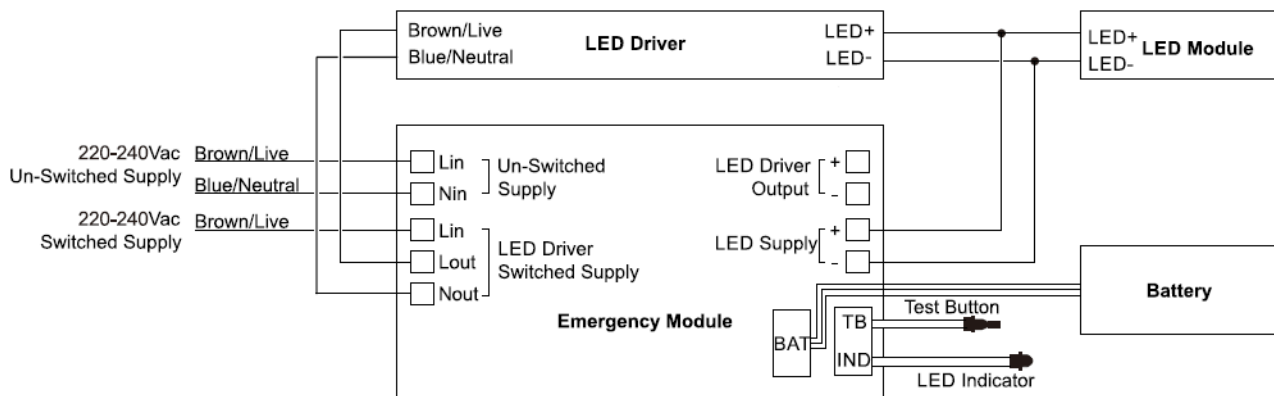 Brown/Live
Blue/Neutral
LED Driver
LED+
LED-
LED+
LED-
LED Module
220-240Vac
Un-Switched Supply
Brown/Live
Blue/Neutral
220-240Vac
Switched Supply
Brown/Live
Lin
Nin
Un-Switched
Supply
Lin
Lout
Nout
LED Driver
Switched Supply
LED Driver
Output
+
-
LED Supply
+
-
Emergency Module
BAT
TB
IND
Test Button
LED Indicator
Battery